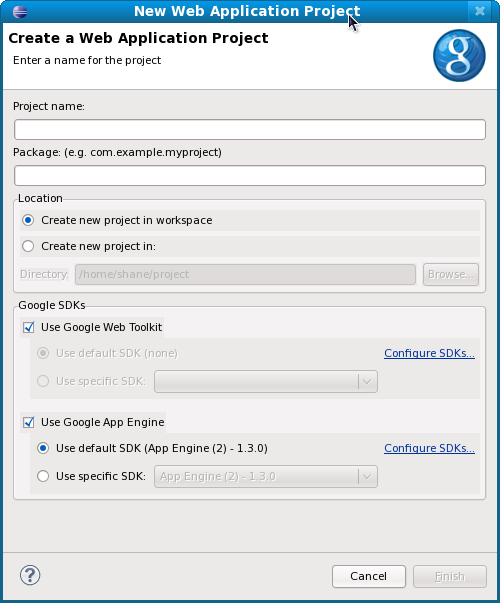 New Web Application Project
Create a Web Application Project
Enter a name for the project
g
Project name:
Package: (e.g. com.example.myproject)
Location
Create new project in workspace
Create new project in:
Directory: /home/shane/project Browse...
Google SDKs
Use Google Web Toolkit
Use default SDK (none) Configure SDKs...
Use specific SDK:
Use Google App Engine
Use default SDK (App Engine (2) - 1.3.0) Configure SDKs...
Use specific SDK: App Engine (2) - 1.3.0
? Cancel Finish